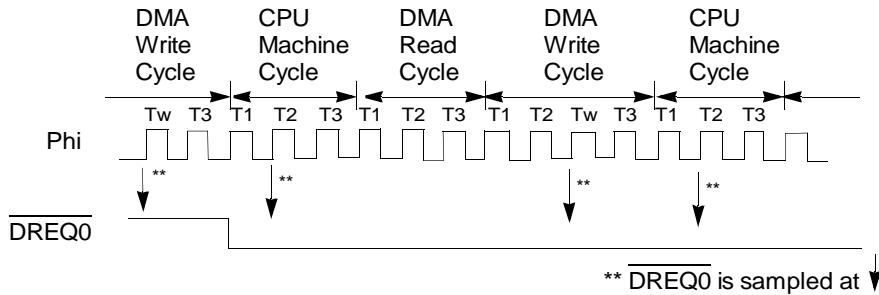 DMA CPU DMA DMA CPU
Write Machine Read Write Machine
Cycle Cycle Cycle Cycle Cycle
Tw T3 T1 T2 T3 T1 T2 T3 T1 T2 Tw T3 T1 T2 T3
Phi
** ** ** **
DREQ0
** DREQ0 is sampled at